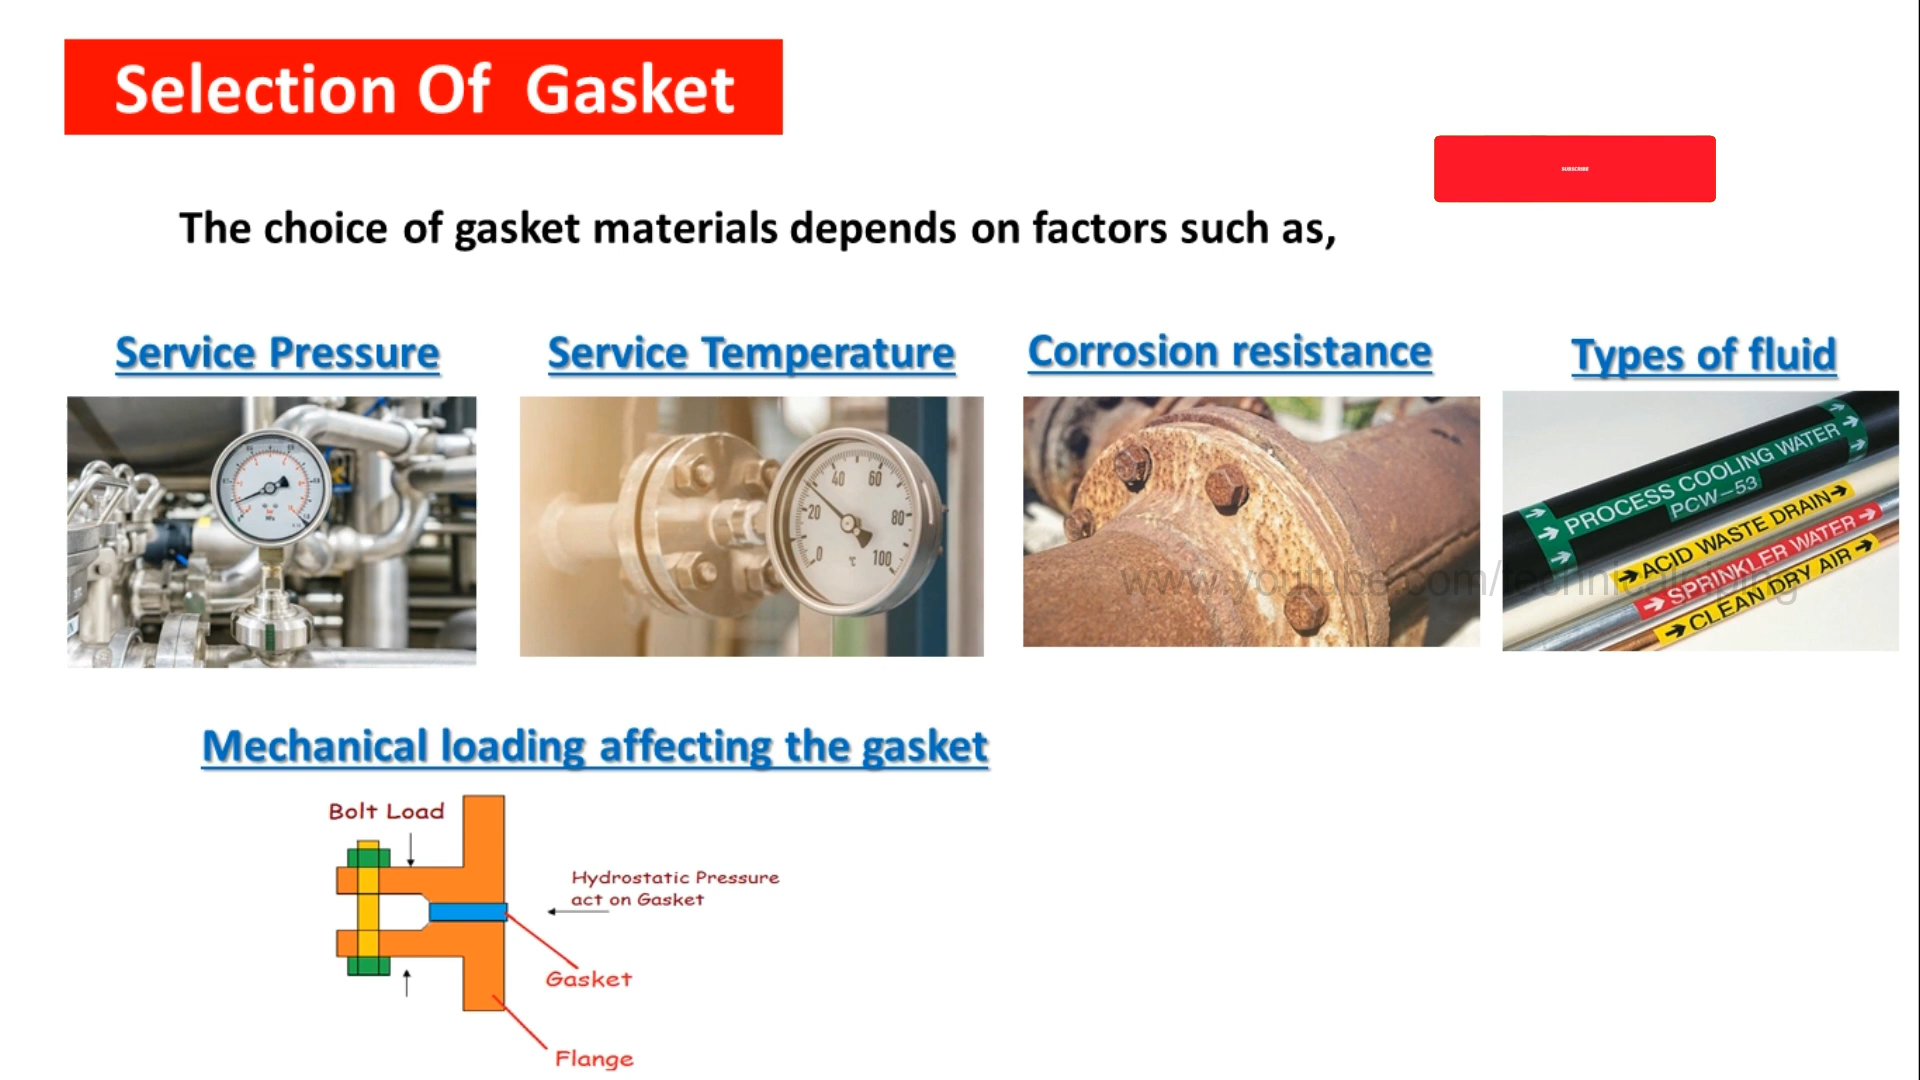 Selection Of Gasket
SUBSCRIBE
The choice of gasket materials depends on factors such as,
Service Pressure
Service Temperature
Corrosion resistance
Types of fluid
0
20
40
60
80
100
°C
PROCESS COOLING WATER
PCW-53
ACID WASTE DRAIN
SPRINKLER WATER
CLEAN DRY AIR
Mechanical loading affecting the gasket
Bolt Load
Hydrostatic Pressure
act on Gasket
Gasket
Flange